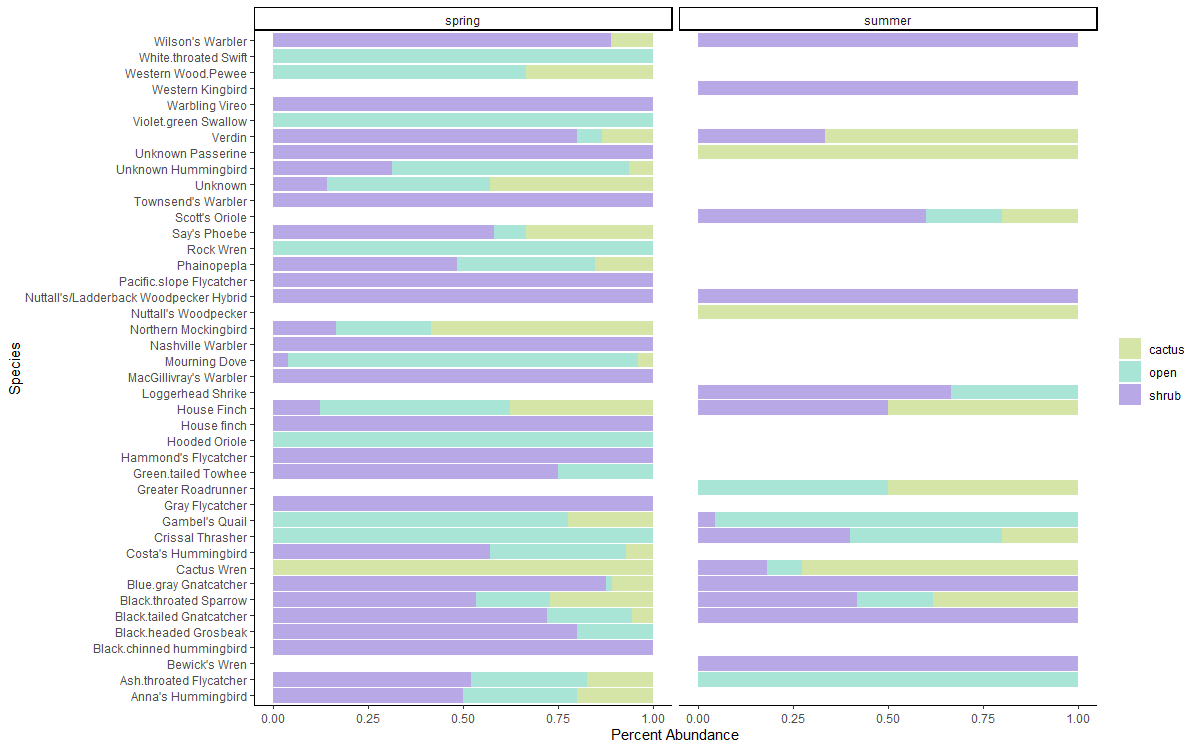 spring
summer
Wilson's Warbler
White.throated Swift
Western Wood.Pewee
Western Kingbird
Warbling Vireo
Violet.green Swallow
Verdin
Unknown Passerine
Unknown Hummingbird
Unknown
Townsend's Warbler
Scott's Oriole
Say's Phoebe
Rock Wren
Phainopepla
Pacific.slope Flycatcher
Nuttall's/Ladderback Woodpecker Hybrid
Nuttall's Woodpecker
Northern Mockingbird
Nashville Warbler
Mourning Dove
MacGillivray's Warbler
Loggerhead Shrike
House Finch
House finch
Hooded Oriole
Hammond's Flycatcher
Green.tailed Towhee
Greater Roadrunner
Gray Flycatcher
Gambel's Quail
Crissal Thrasher
Costa's Hummingbird
Cactus Wren
Blue.gray Gnatcatcher
Black.throated Sparrow
Black.tailed Gnatcatcher
Black.headed Grosbeak
Black.chinned hummingbird
Bewick's Wren
Ash.throated Flycatcher
Anna's Hummingbird
Species
0.00 0.25 0.50 0.75 1.00
0.00 0.25 0.50 0.75 1.00
Percent Abundance
cactus
open
shrub